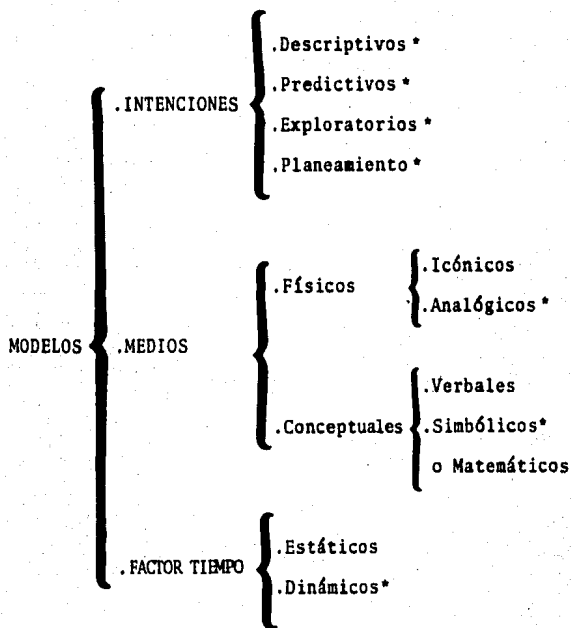 .Descriptivos*
.INTENCIONES .Predictivos*
.Exploratorios*
.Planeamiento*
.Físicos .Icónicos
.Analógicos*
MODELOS .MEDIOS
.Verbales
.Conceptuales .Simbólicos*
o Matemáticos
.Estáticos
.FACTOR TIEMPO .Dinámicos*